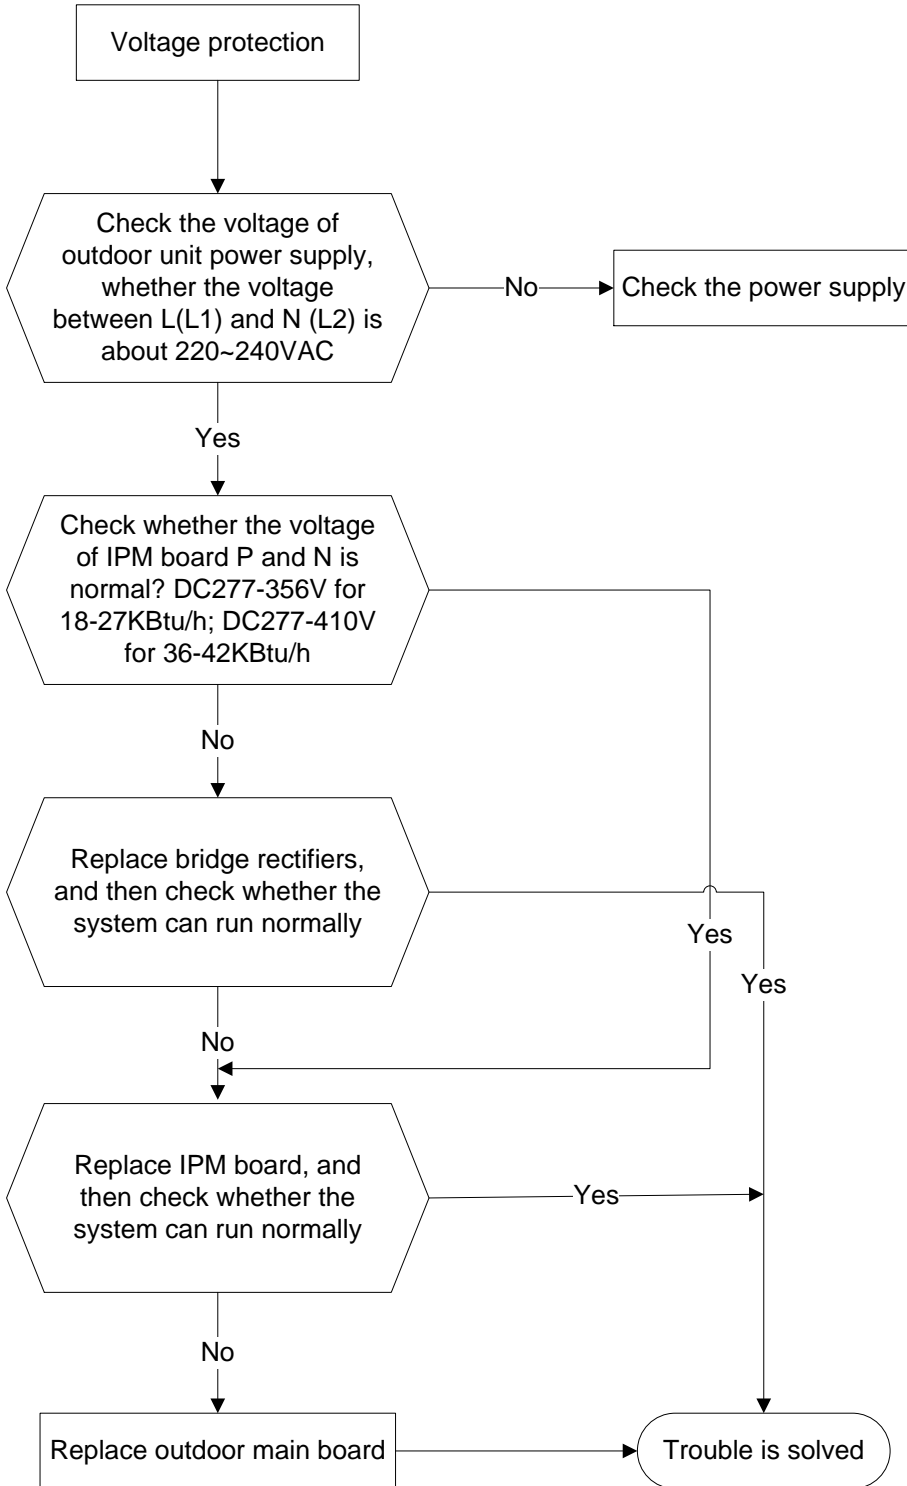 Voltage protection
Check the voltage of
outdoor unit power supply,
whether the voltage
between L(L1) and N (L2) is
about 220~240VAC
No
Check the power supply
Yes
Check whether the voltage
of IPM board P and N is
normal? DC277-356V for
18-27KBtu/h; DC277-410V
for 36-42KBtu/h
No
Replace bridge rectifiers,
and then check whether the
system can run normally
Yes
Yes
No
Replace IPM board, and
then check whether the
system can run normally
Yes
No
Replace outdoor main board
Trouble is solved